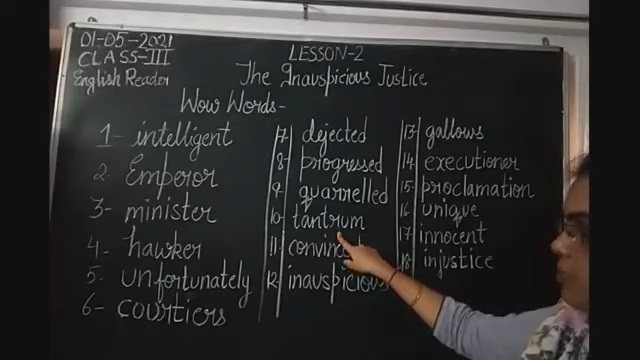 01-05-2021
CLASS-III
English Reader
LESSON-2
The Inauspicious Justice
Wow Words-
1- intelligent
2- Emperor
3- minister
4- hawker
5- unfortunately
6- courtiers
7- dejected
8- progressed
9- quarrelled
10- tantrum
11- convinced
12- inauspicious
13- gallows
14- executioner
15- proclamation
16 unique
17 innocent
18 injustice